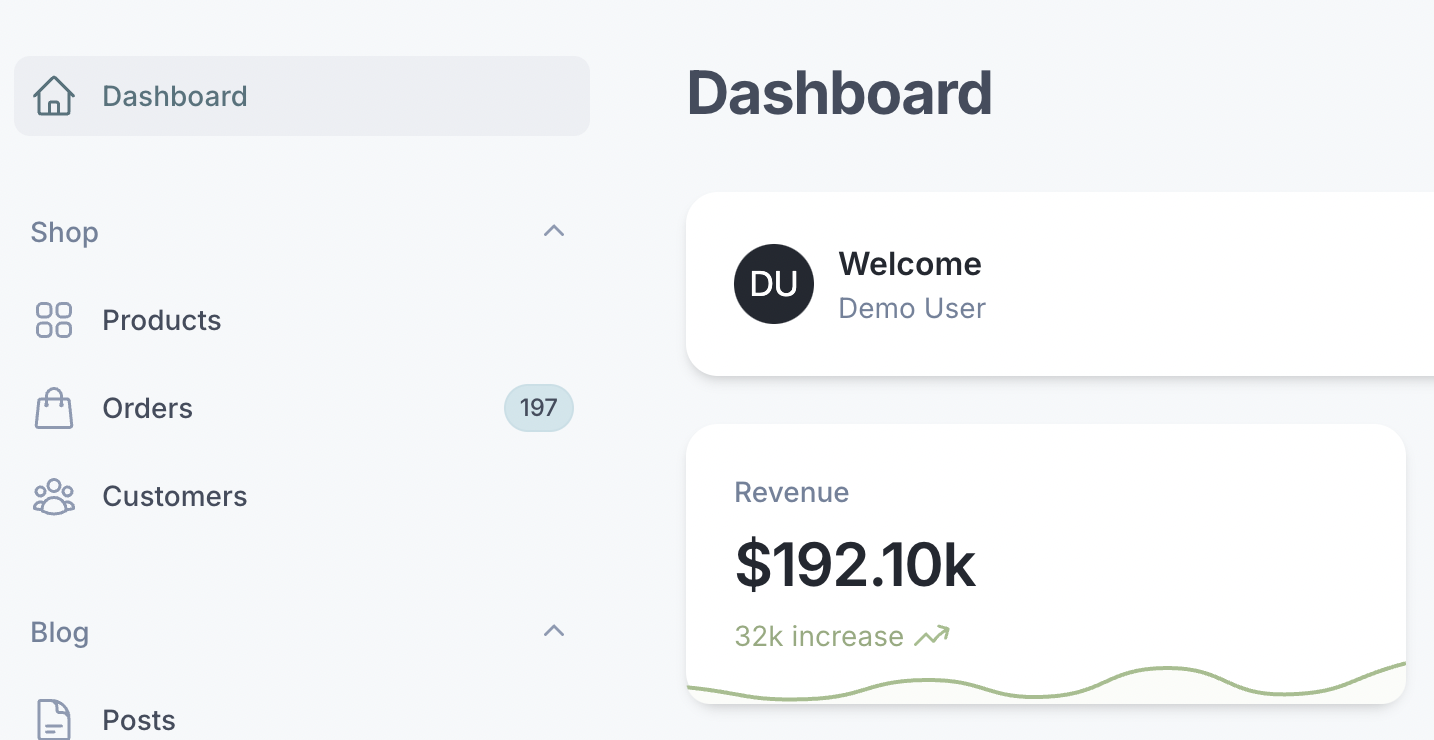 Dashboard
Shop
Products
Orders
197
Customers
Blog
Posts
Dashboard
DU
Welcome
Demo User
Revenue
$192.10k
32k increase